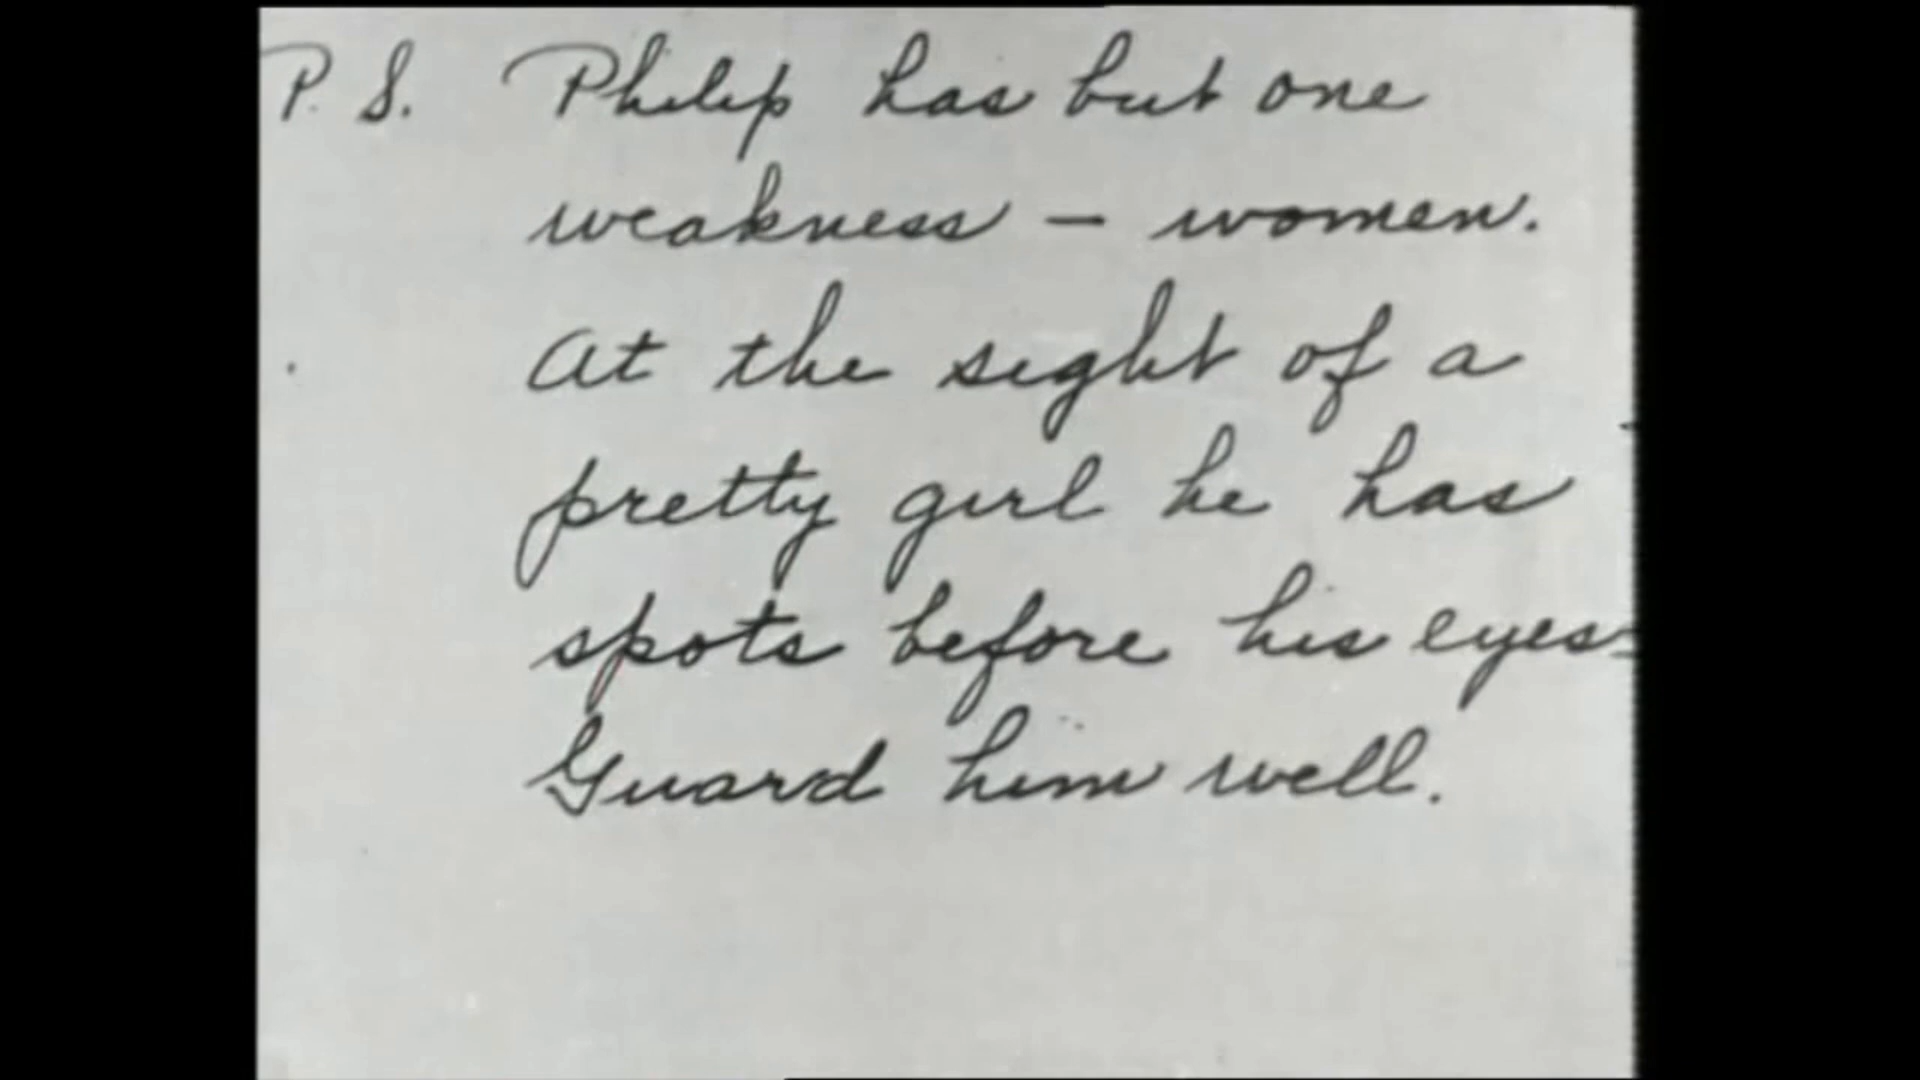 P. S. Philip has but one
weakness – women.
At the sight of a
pretty girl he has
spots before his eyes-
Guard him well.